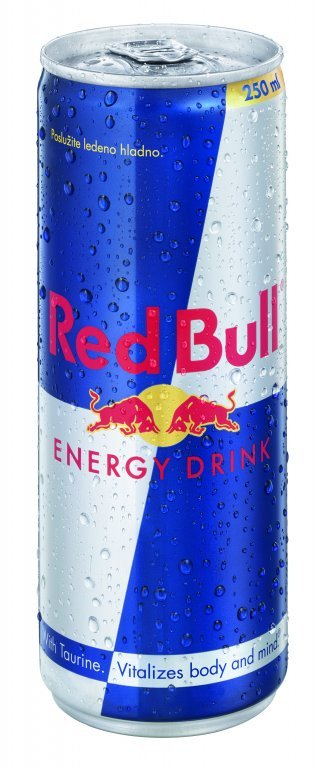 250 ml
Poslužite ledeno hladno.
Red Bull
ENERGY DRINK
With Taurine. Vitalizes body and mind.